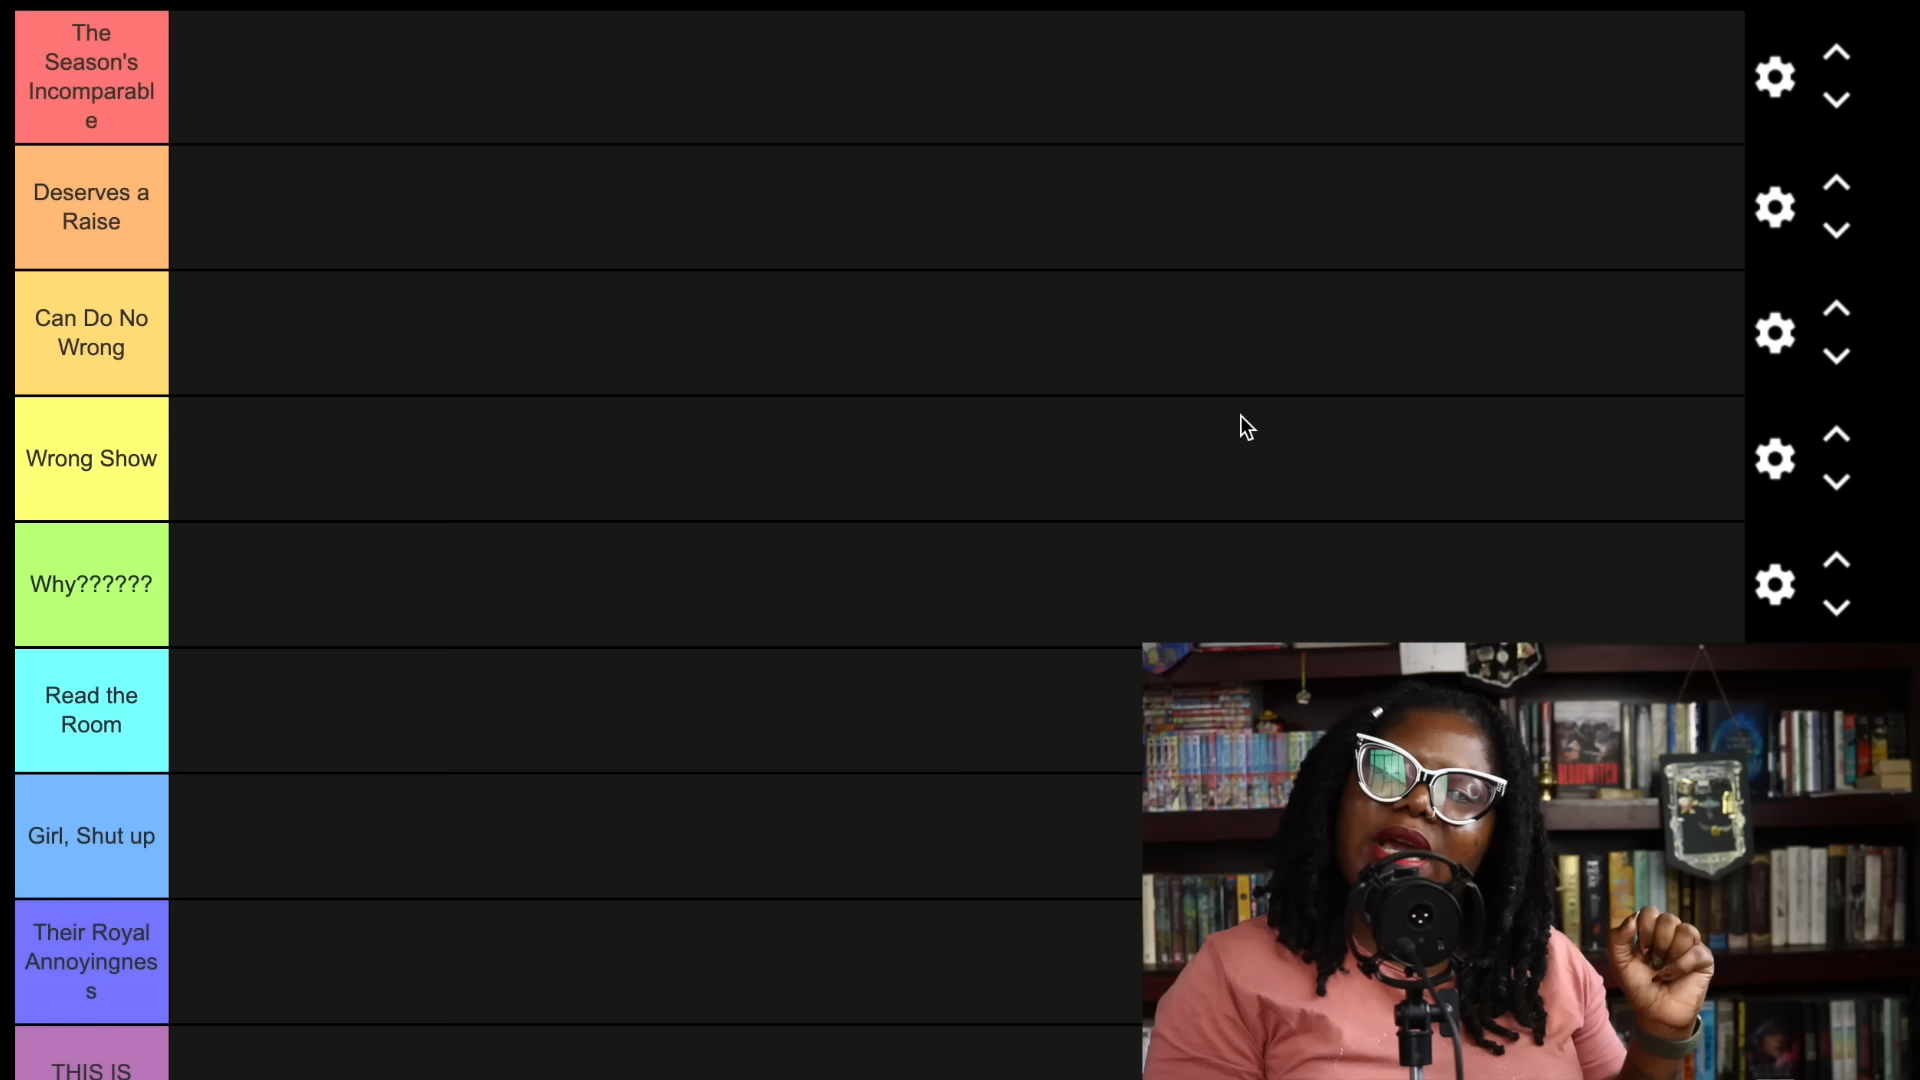 The
Season's
Incomparabl
e
Deserves a
Raise
Can Do No
Wrong
Wrong Show
Why??????
Read the
Room
Girl, Shut up
Their Royal
Annoyingnes
s
THIS IS
BLOODWITCH